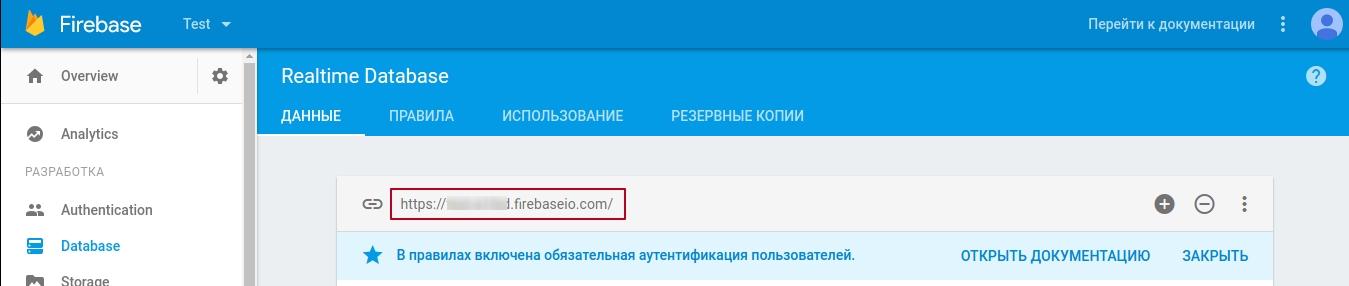 Firebase
Test
Перейти к документации
Overview
Realtime Database
?
ДАННЫЕ ПРАВИЛА ИСПОЛЬЗОВАНИЕ РЕЗЕРВНЫЕ КОПИИ
Analytics
РАЗРАБОТКА
https:// d.firebaseio.com/
Authentication
Database
В правилах включена обязательная аутентификация пользователей. ОТКРЫТЬ ДОКУМЕНТАЦИЮ ЗАКРЫТЬ
Storage